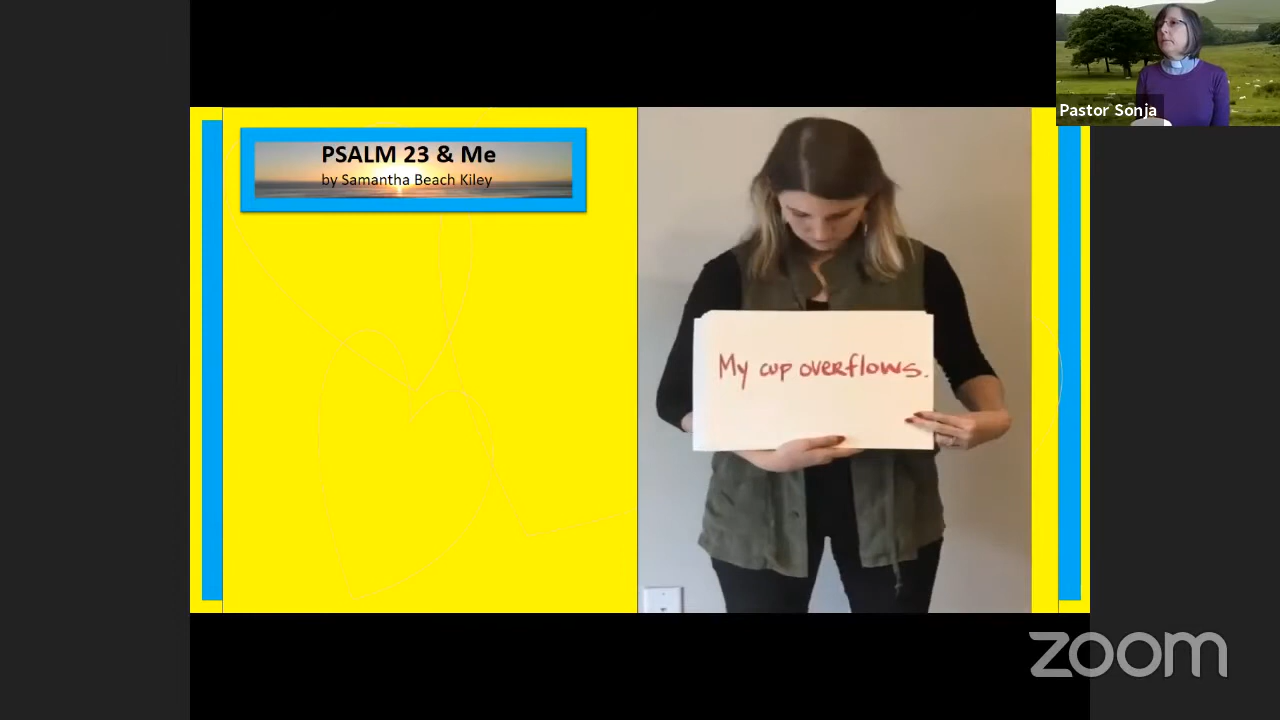 PSALM 23 & Me
by Samantha Beach Kiley
My cup overflows.
Pastor Sonja
zoom